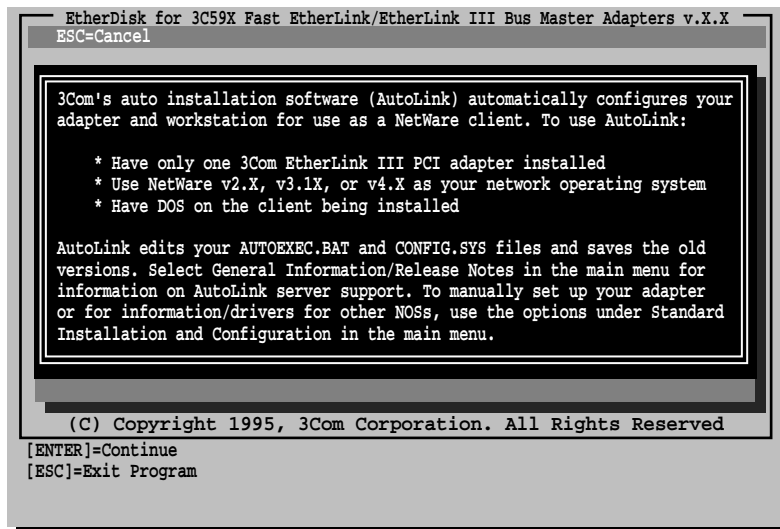 EtherDisk for 3C59X Fast EtherLink/EtherLink III Bus Master Adapters v.X.X
ESC=Cancel
3Com's auto installation software (AutoLink) automatically configures your
adapter and workstation for use as a NetWare client. To use AutoLink:
* Have only one 3Com EtherLink III PCI adapter installed
* Use NetWare v2.X, v3.1X, or v4.X as your network operating system
* Have DOS on the client being installed
AutoLink edits your AUTOEXEC.BAT and CONFIG.SYS files and saves the old
versions. Select General Information/Release Notes in the main menu for
information on AutoLink server support. To manually set up your adapter
or for information/drivers for other NOSs, use the options under Standard
Installation and Configuration in the main menu.
(C) Copyright 1995, 3Com Corporation. All Rights Reserved
[ENTER]=Continue
[ESC]=Exit Program